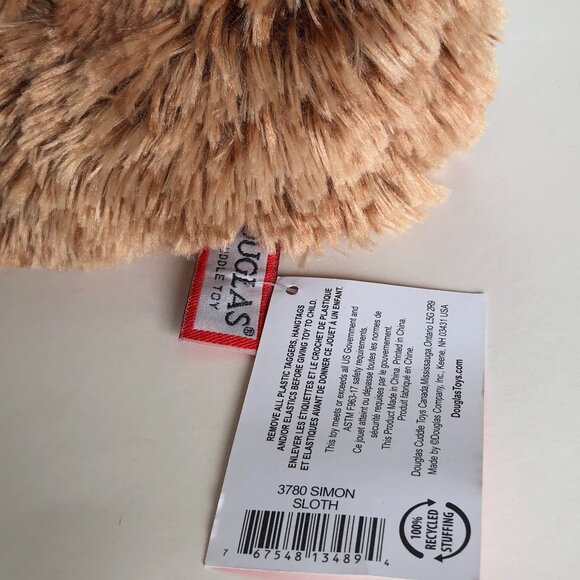 DOUGLAS®
CUDDLE TOY
REMOVE ALL PLASTIC TAGGERS, HANGTAGS
AND/OR ELASTICS BEFORE GIVING TOY TO CHILD.
ENLEVER LES ÉTIQUETTES ET LE CROCHET DE PLASTIQUE
ET ELASTIQUES AVANT DE DONNER CE JOUET À UN ENFANT.
This toy meets or exceeds all US Government and
ASTM F963-17 safety requirements.
Ce jouet atteint ou dépasse toutes les normes de
sécurité requises par le gouvernement.
This Product Made in China. Printed in China.
Produit fabriqué en Chine.
Douglas Cuddle Toys Canada,Mississauga,Ontario L5G 2R9
Made by ©Douglas Company, Inc., Keene, NH 03431 USA
DouglasToys.com
3780 SIMON
SLOTH
7 67548 13489 4
100%
RECYCLED
STUFFING